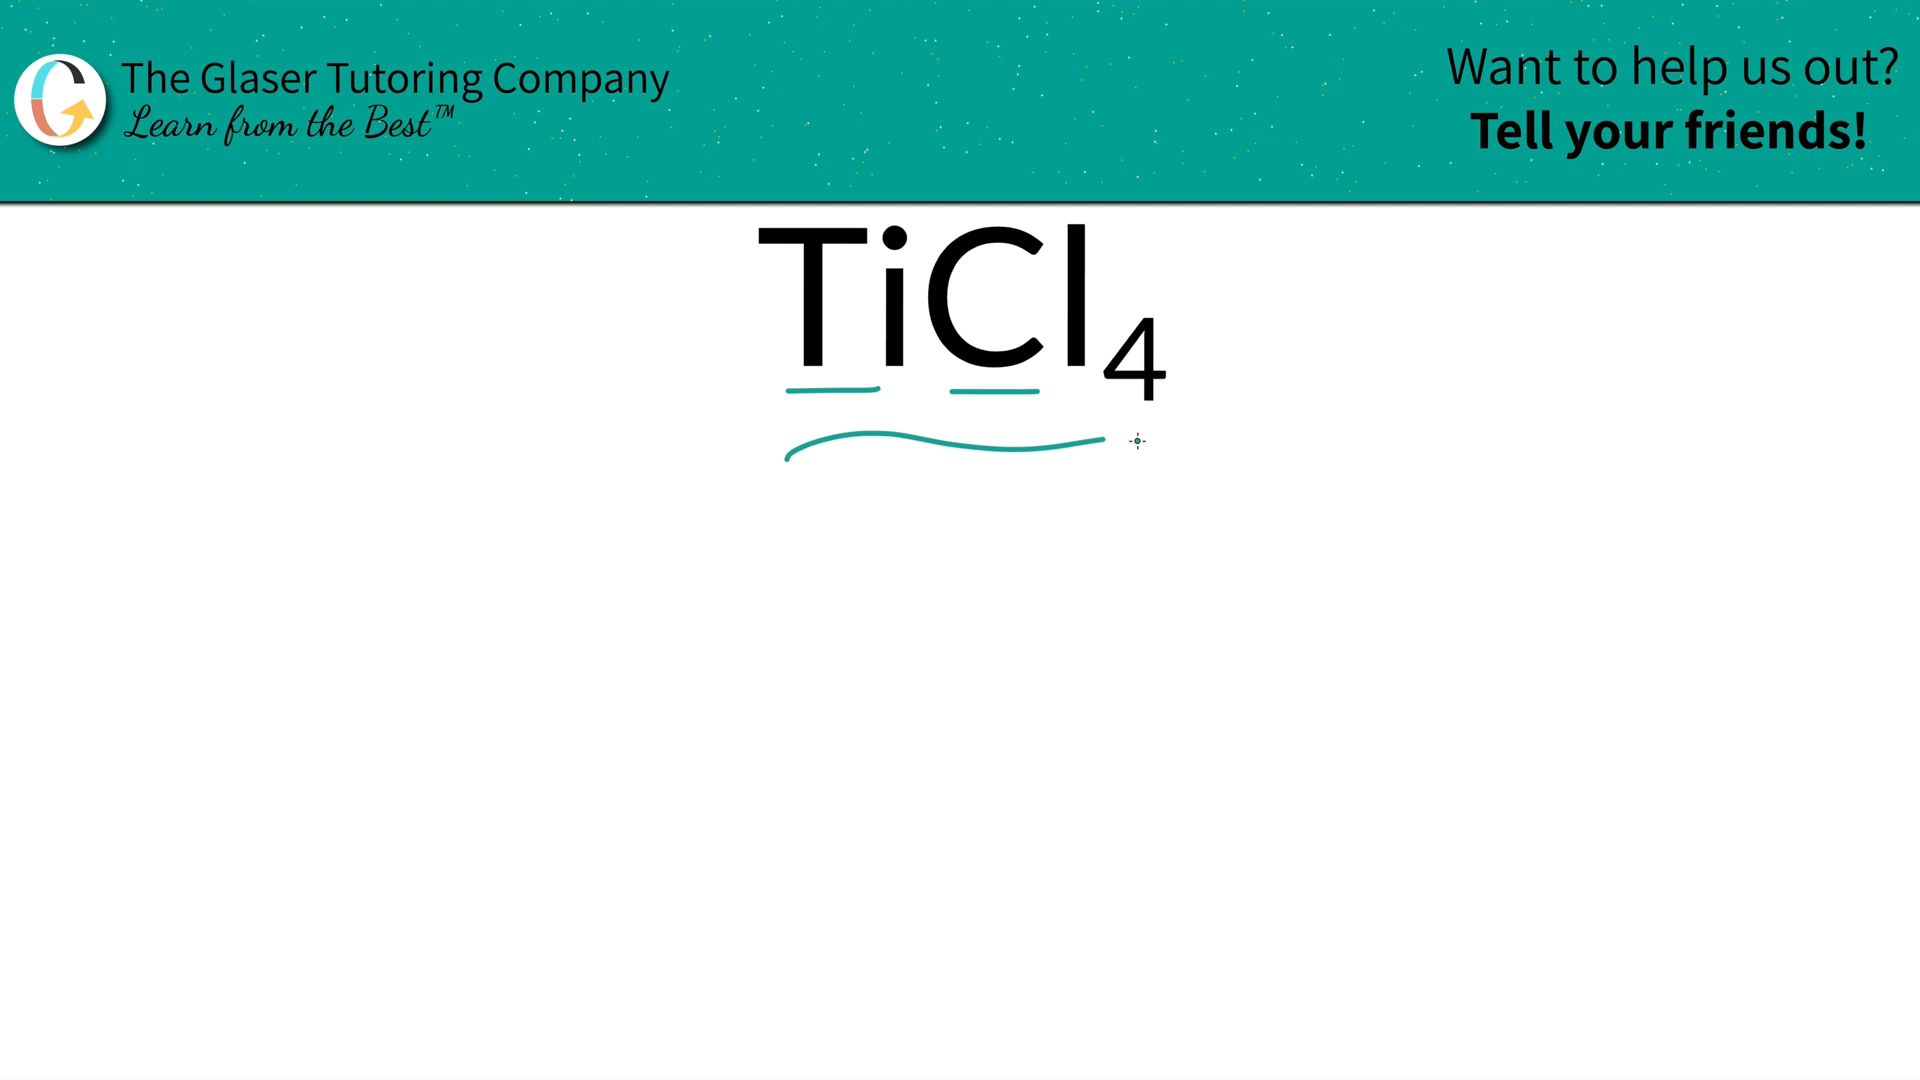 The Glaser Tutoring Company
Learn from the Best™
Want to help us out?
Tell your friends!
TiCl₄